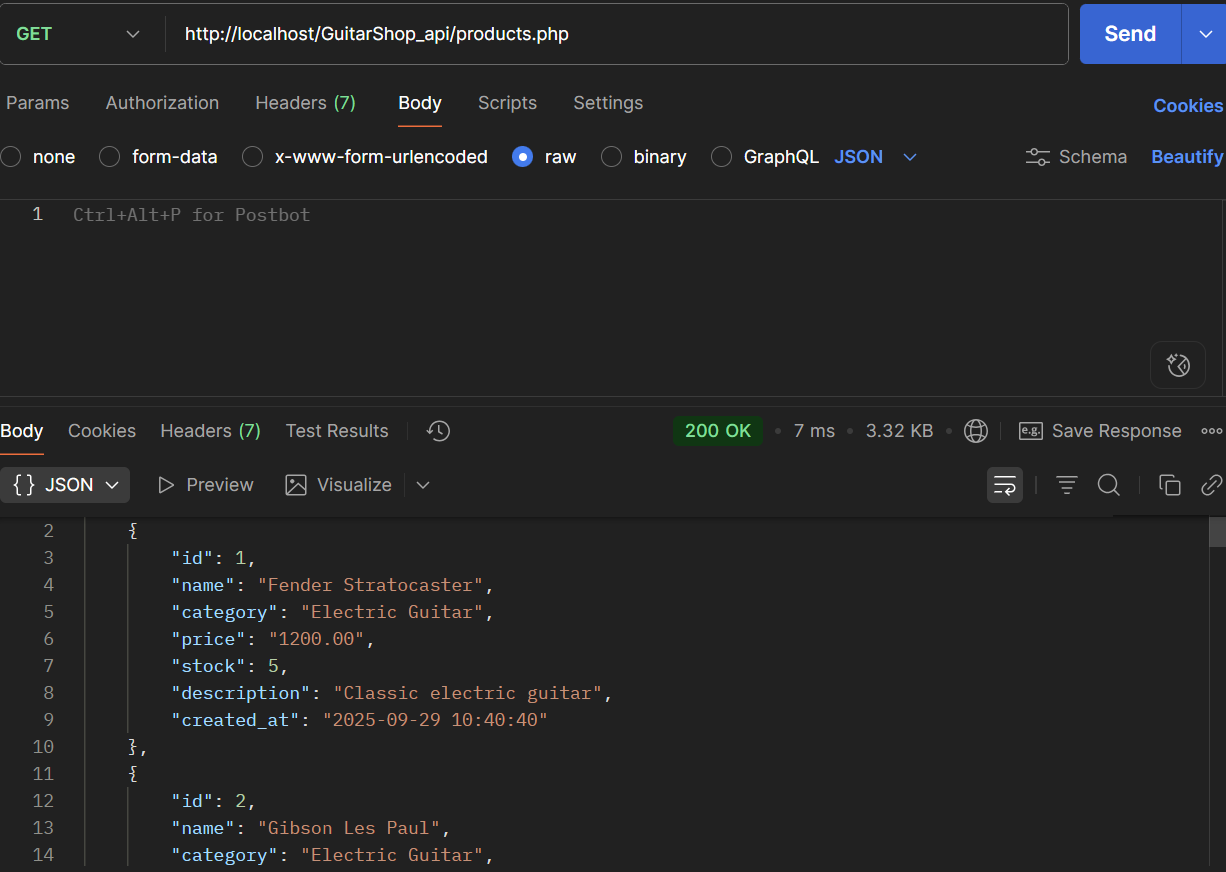 GET http://localhost/GuitarShop_api/products.php Send
Params Authorization Headers (7) Body Scripts Settings Cookies
none form-data x-www-form-urlencoded raw binary GraphQL JSON Schema Beautify
1 Ctrl+Alt+P for Postbot
Body Cookies Headers (7) Test Results 200 OK • 7 ms • 3.32 KB • e.g. Save Response
{} JSON Preview Visualize
2 {
3 "id": 1,
4 "name": "Fender Stratocaster",
5 "category": "Electric Guitar",
6 "price": "1200.00",
7 "stock": 5,
8 "description": "Classic electric guitar",
9 "created_at": "2025-09-29 10:40:40"
10 },
11 {
12 "id": 2,
13 "name": "Gibson Les Paul",
14 "category": "Electric Guitar",